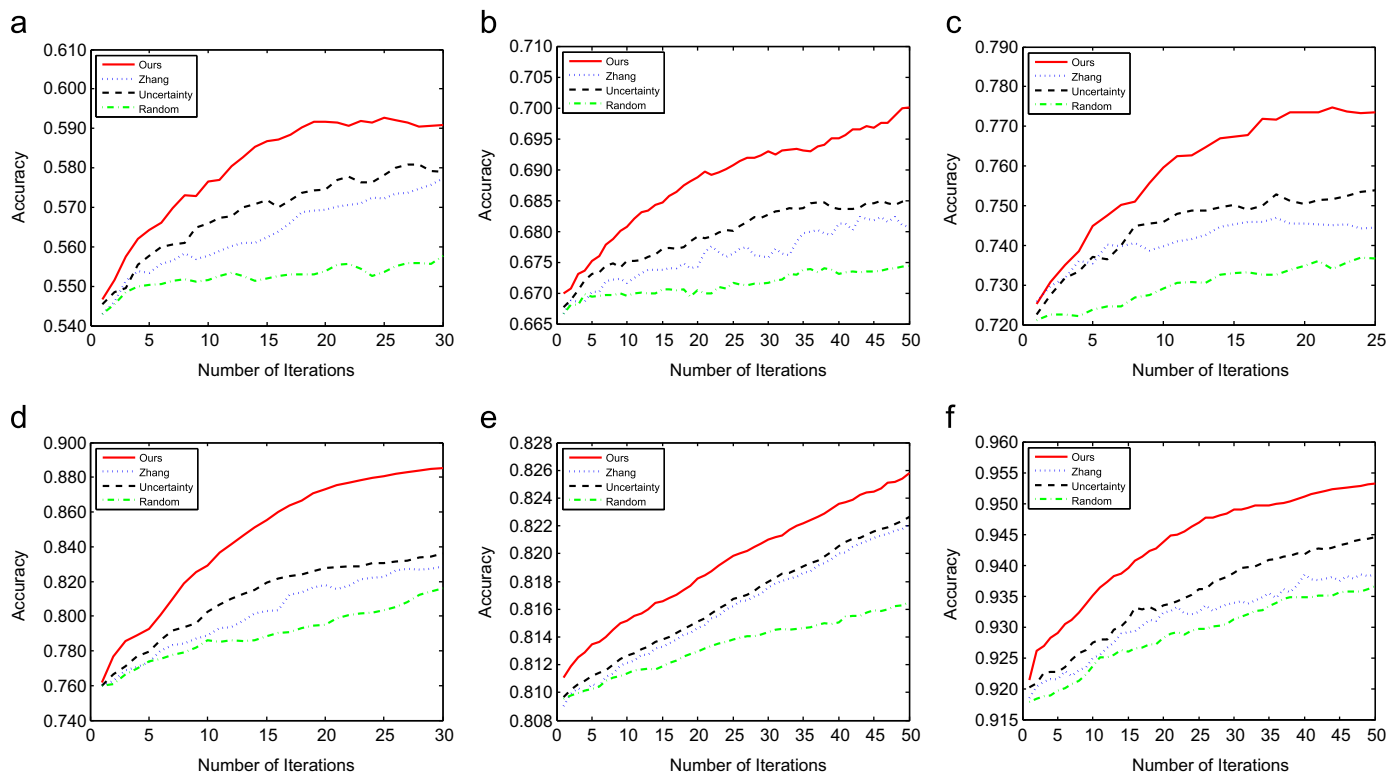 a
0.610
0.600
0.590
0.580
0.570
0.560
0.550
0.540
Accuracy
Ours
Zhang
Uncertainty
Random
0 5 10 15 20 25 30
Number of Iterations
b
0.710
0.705
0.700
0.695
0.690
0.685
0.680
0.675
0.670
0.665
Accuracy
Ours
Zhang
Uncertainty
Random
0 5 10 15 20 25 30 35 40 45 50
Number of Iterations
c
0.790
0.780
0.770
0.760
0.750
0.740
0.730
0.720
Accuracy
Ours
Zhang
Uncertainty
Random
0 5 10 15 20 25
Number of Iterations
d
0.900
0.880
0.860
0.840
0.820
0.800
0.780
0.760
0.740
Accuracy
Ours
Zhang
Uncertainty
Random
0 5 10 15 20 25 30
Number of Iterations
e
0.828
0.826
0.824
0.822
0.820
0.818
0.816
0.814
0.812
0.810
0.808
Accuracy
Ours
Zhang
Uncertainty
Random
0 5 10 15 20 25 30 35 40 45 50
Number of Iterations
f
0.960
0.955
0.950
0.945
0.940
0.935
0.930
0.925
0.920
0.915
Accuracy
Ours
Zhang
Uncertainty
Random
0 5 10 15 20 25 30 35 40 45 50
Number of Iterations